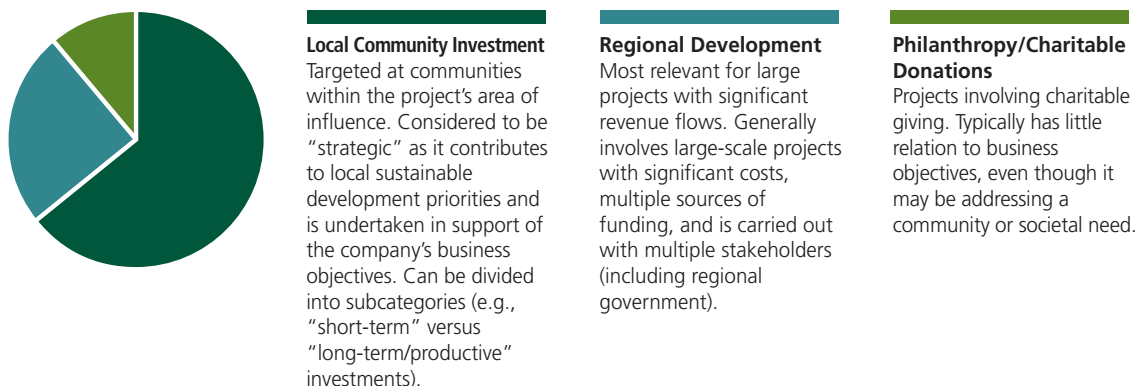 Local Community Investment
Targeted at communities
within the project’s area of
influence. Considered to be
“strategic” as it contributes
to local sustainable
development priorities and
is undertaken in support of
the company’s business
objectives. Can be divided
into subcategories (e.g.,
“short-term” versus
“long-term/productive”
investments).
Regional Development
Most relevant for large
projects with significant
revenue flows. Generally
involves large-scale projects
with significant costs,
multiple sources of
funding, and is carried out
with multiple stakeholders
(including regional
government).
Philanthropy/Charitable
Donations
Projects involving charitable
giving. Typically has little
relation to business
objectives, even though it
may be addressing a
community or societal need.